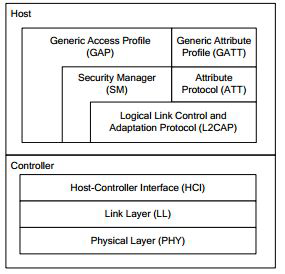 Host
Generic Access Profile
(GAP)
Generic Attribute
Profile (GATT)
Security Manager
(SM)
Attribute
Protocol (ATT)
Logical Link Control and
Adaptation Protocol (L2CAP)
Controller
Host-Controller Interface (HCI)
Link Layer (LL)
Physical Layer (PHY)